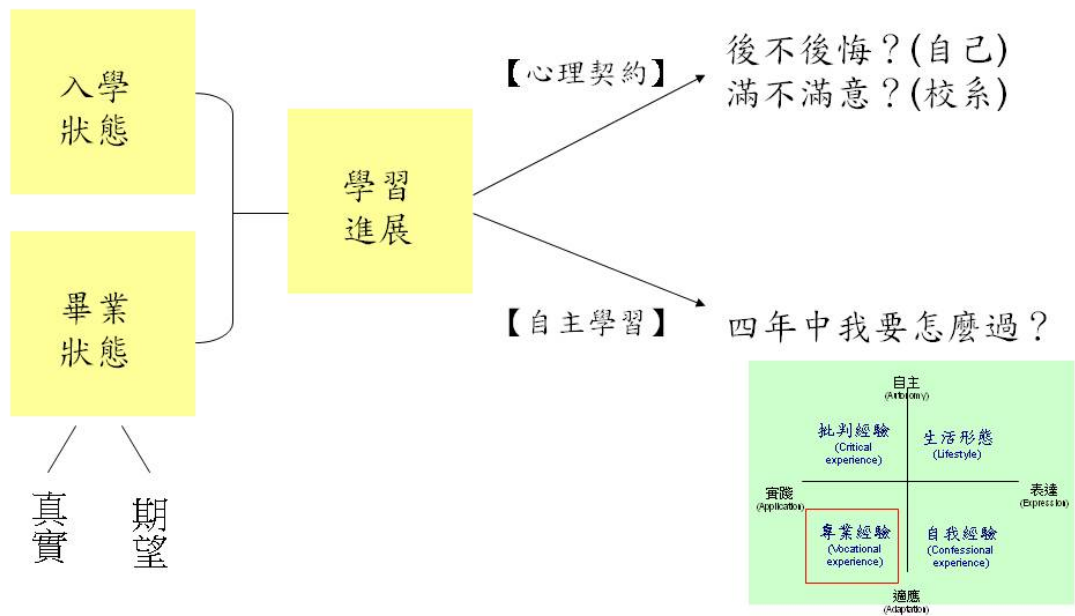 入學
狀態
畢業
狀態
真實
期望
學習
進展
【心理契約】
後不後悔？(自己)
滿不滿意？(校系)
【自主學習】
四年中我要怎麼過？
自主
(Autonomy)
批判經驗
(Critical
experience)
生活形態
(Lifestyle)
實踐
(Application)
表達
(Expression)
專業經驗
(Vocational
experience)
自我經驗
(Confessional
experience)
適應
(Adaptation)